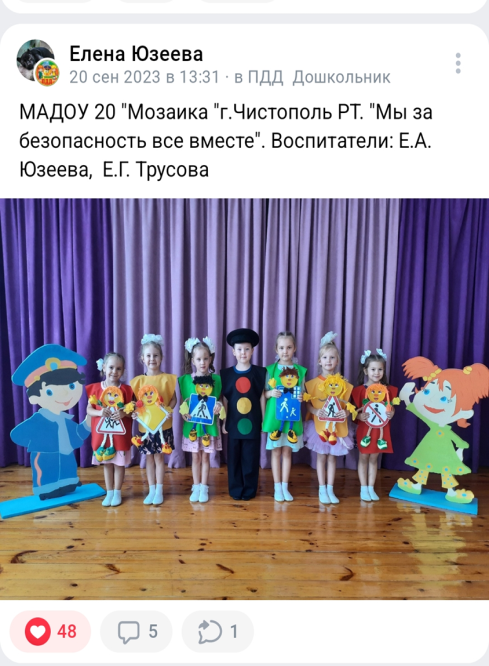 Елена Юзеева
20 сен 2023 в 13:31 · в ПДД Дошкольник
МАДОУ 20 "Мозаика "г.Чистополь РТ. "Мы за
безопасность все вместе". Воспитатели: Е.А.
Юзеева, Е.Г. Трусова
48
5
1